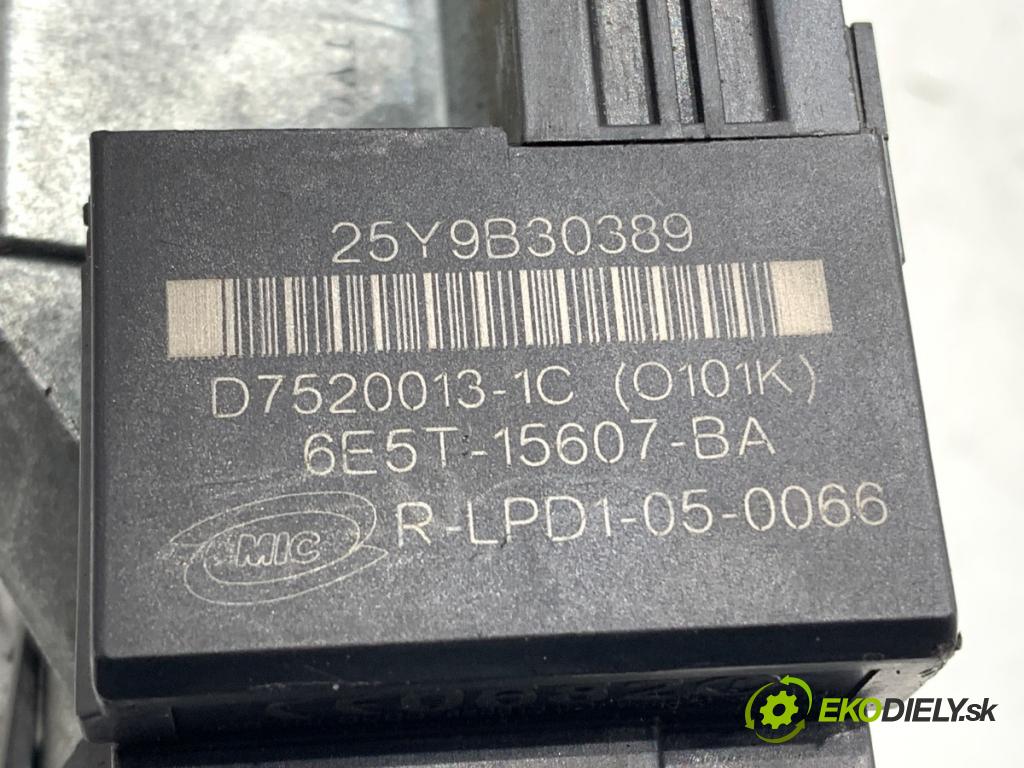 25Y9B30389
D7520013-1C (O101K)
6E5T-15607-BA
MIC R-LPD1-05-0066
EKODIELY.sk